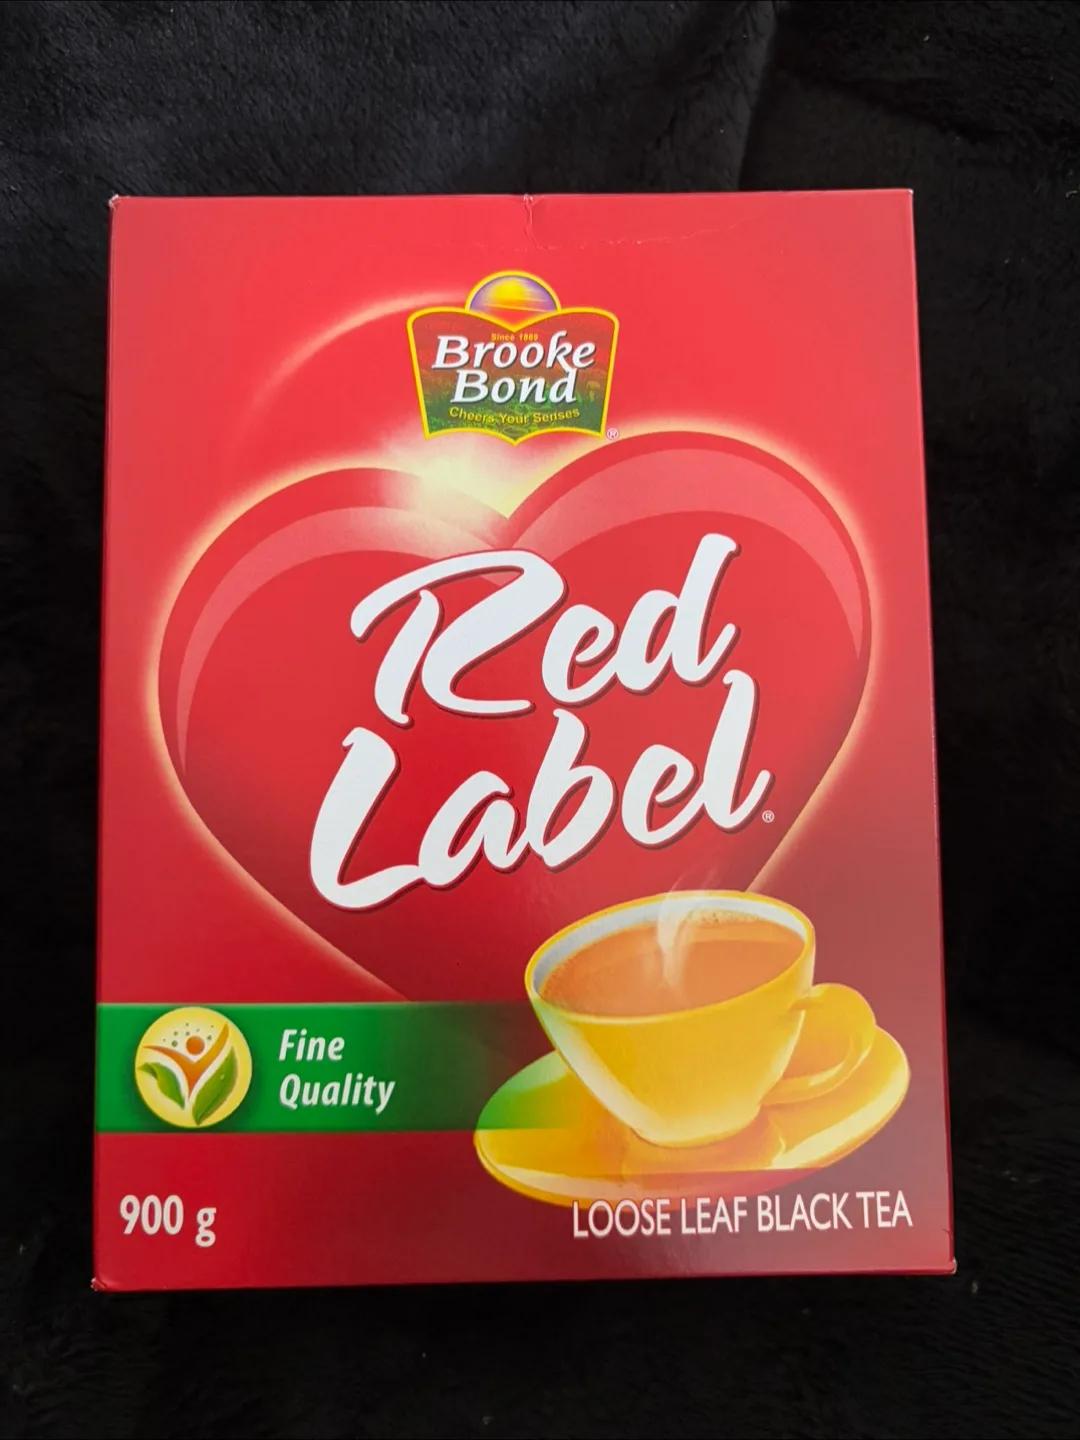 Since 1869
Brooke
Bond
Cheers Your Senses
®
Red
Label
®
Fine
Quality
900 g
LOOSE LEAF BLACK TEA